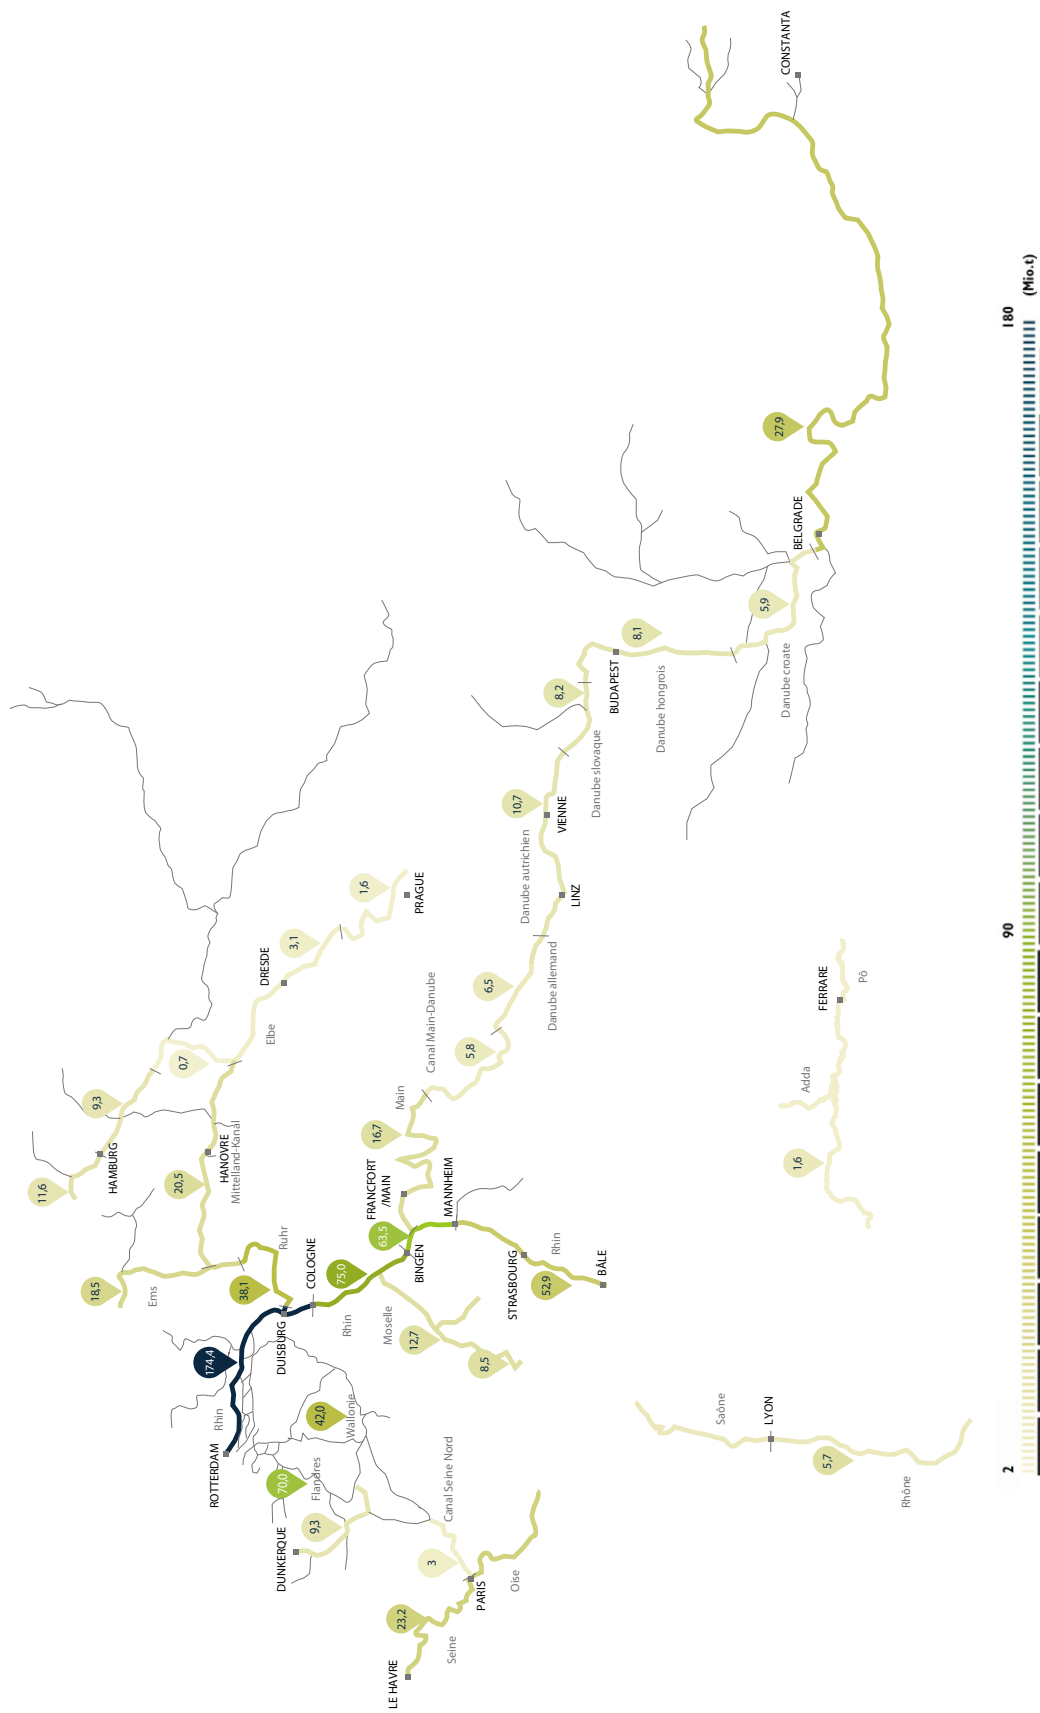 CONSTANTA
27,9
BELGRADE
5,9
Danube croate
8,1
BUDAPEST
Danube hongrois
8,2
Danube slovaque
10,7
VIENNE
Danube autrichien
LINZ
Danube allemand
6,5
5,8
Canal Main-Danube
1,6
PRAGUE
3,1
DRESDE
Elbe
0,7
9,3
HAMBURG
11,6
HANOVRE
Mittelland-Kanal
20,5
18,5
Ems
Ruhr
38,1
Main
16,7
FRANCFORT
/MAIN
MANNHEIM
63,5
BINGEN
75,0
COLOGNE
Rhin
DUISBURG
174,4
Rhin
ROTTERDAM
STRASBOURG
Rhin
52,9
BÂLE
Moselle
12,7
8,5
42,0
Wallonie
70,0
Flandres
9,3
DUNKERQUE
Canal Seine Nord
3
PARIS
Oise
23,2
Seine
LE HAVRE
FERRARE
Pô
Adda
1,6
Saône
LYON
5,7
Rhône
2
90
180
(Mio.t)